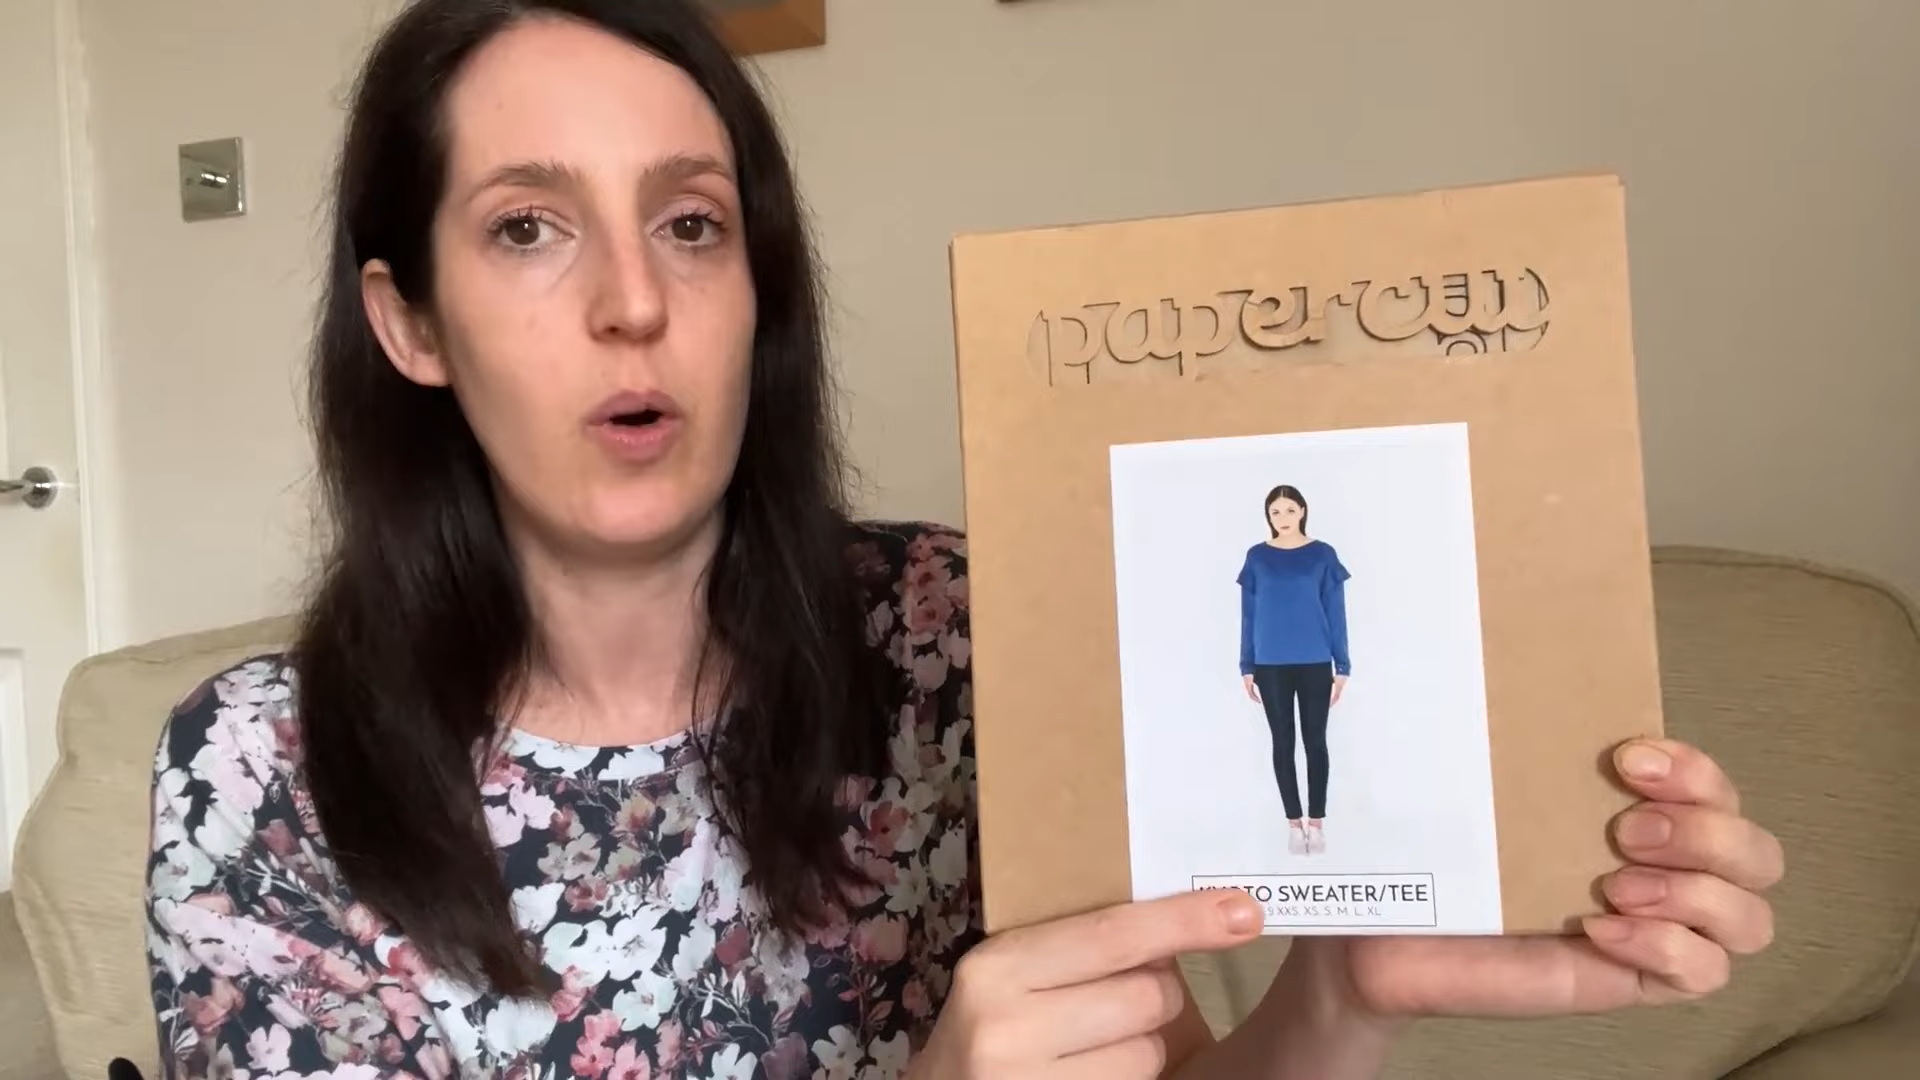 papercut
SWEATER/TEE
XXS. XS. S. M. L. XL